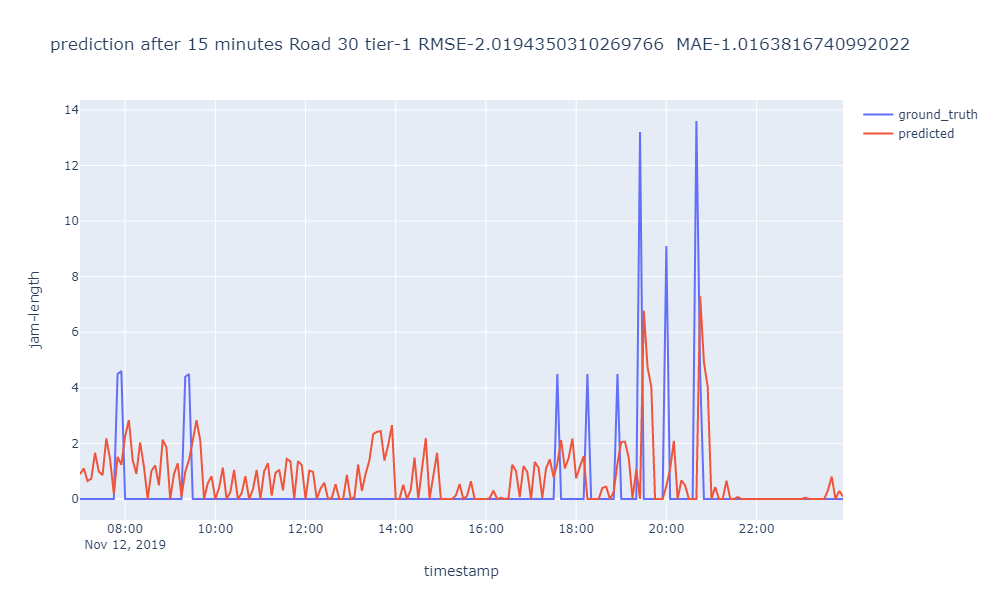 prediction after 15 minutes Road 30 tier-1 RMSE-2.0194350310269766  MAE-1.0163816740992022
ground_truth
predicted
14
12
10
8
6
4
2
0
jam-length
08:00 10:00 12:00 14:00 16:00 18:00 20:00 22:00
Nov 12, 2019
timestamp